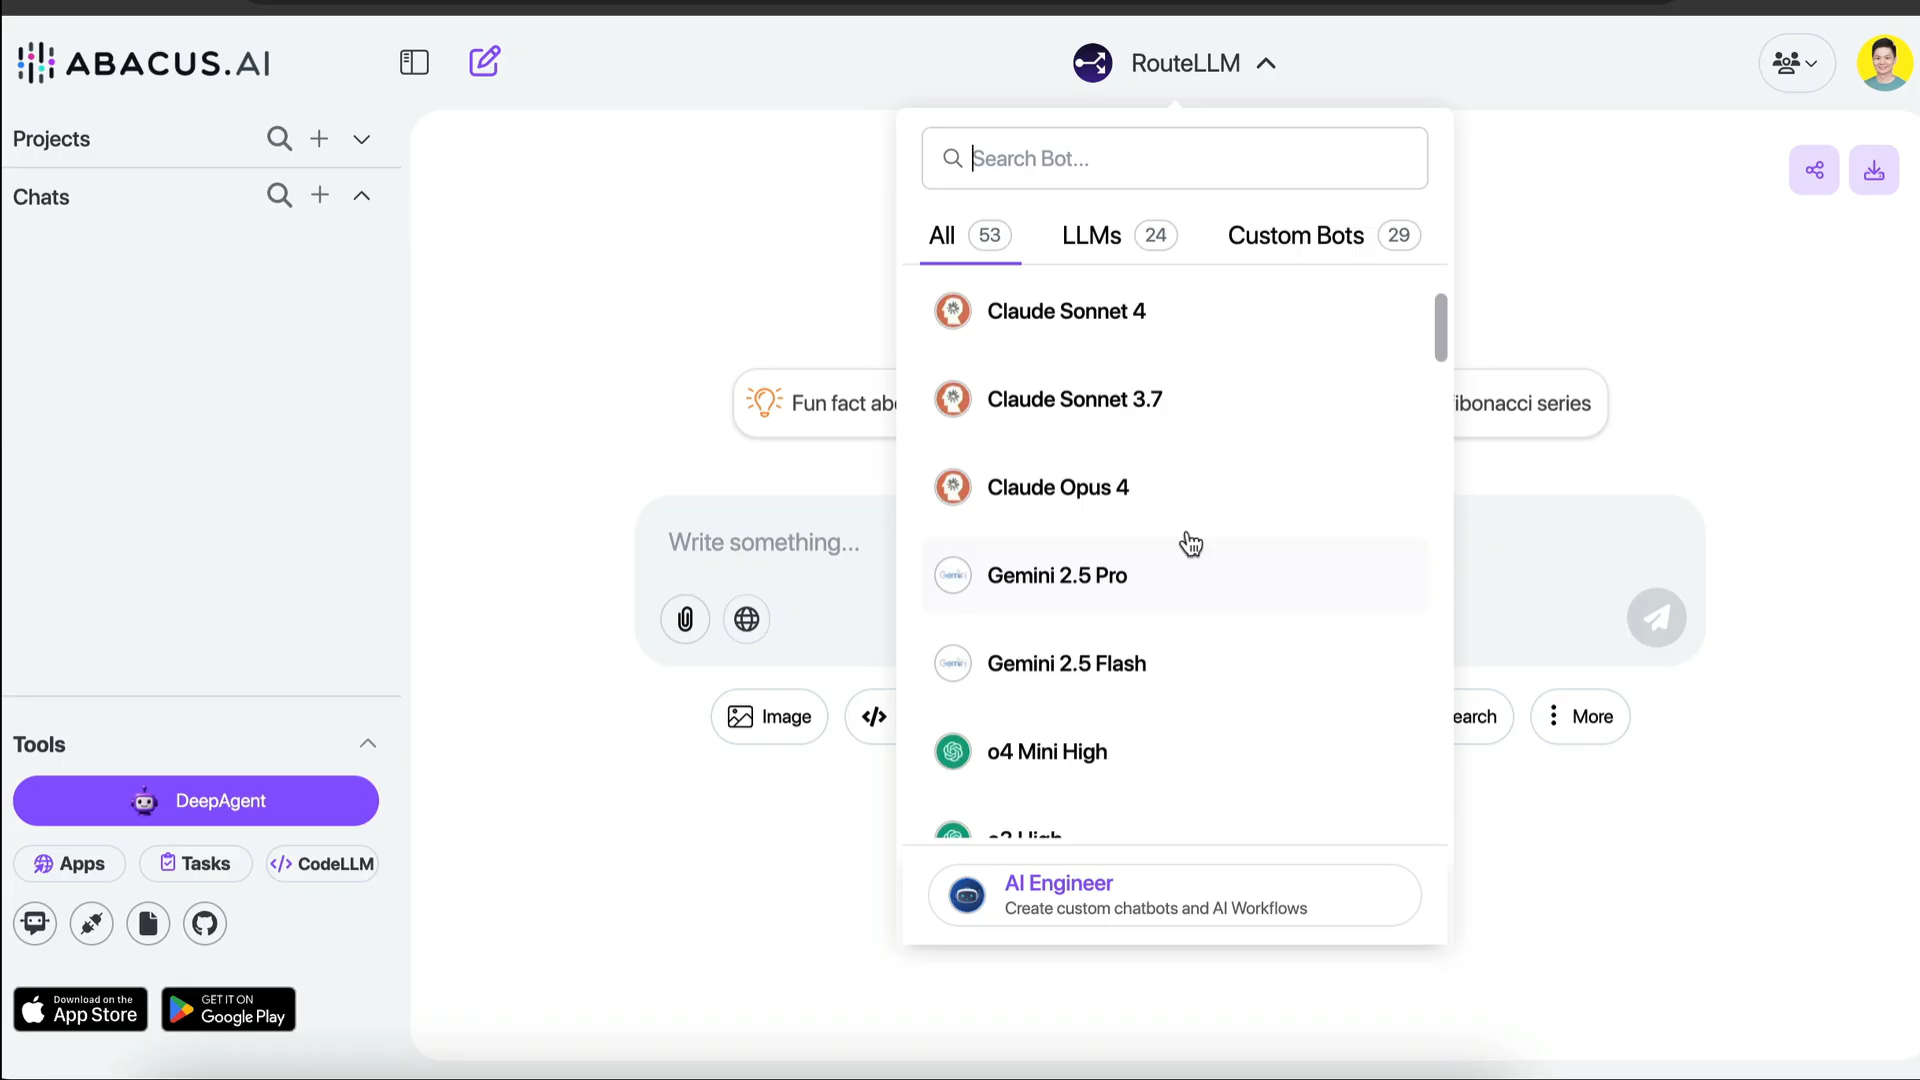 ABACUS.AI
RouteLLM
Projects
Chats
Search Bot...
All 53 LLMs 24 Custom Bots 29
Claude Sonnet 4
Claude Sonnet 3.7
Fun fact abo
ibonacci series
Claude Opus 4
Write something...
Gemini 2.5 Pro
Gemini 2.5 Flash
Image
earch
More
o4 Mini High
Tools
DeepAgent
Apps
Tasks
CodeLLM
AI Engineer
Create custom chatbots and AI Workflows
Download on the
App Store
GET IT ON
Google Play